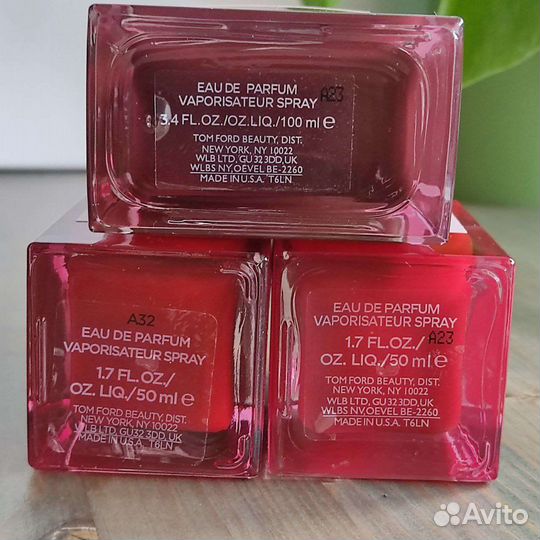 EAU DE PARFUM
VAPORISATEUR SPRAY A23
3.4 FL.OZ./OZ.LIQ./100 ml e
TOM FORD BEAUTY, DIST.
NEW YORK, NY 10022
WLB LTD, GU32 3DD,UK
WLBS NY, OEVEL BE-2260
MADE IN U.S.A. T6LN
A32
EAU DE PARFUM
VAPORISATEUR SPRAY
1.7 FL.OZ./
OZ. LIQ./50 ml e
TOM FORD BEAUTY, DIST.
NEW YORK, NY 10022
WLB LTD, GU32 3DD,UK
MADE IN U.S.A. T6LN
EAU DE PARFUM
VAPORISATEUR SPRAY
1.7 FL.OZ./ A23
OZ. LIQ./50 ml e
TOM FORD BEAUTY, DIST.
NEW YORK, NY 10022
WLB LTD, GU32 3DD,UK
WLBS NY, OEVEL BE-2260
MADE IN U.S.A. T6LN
Avito